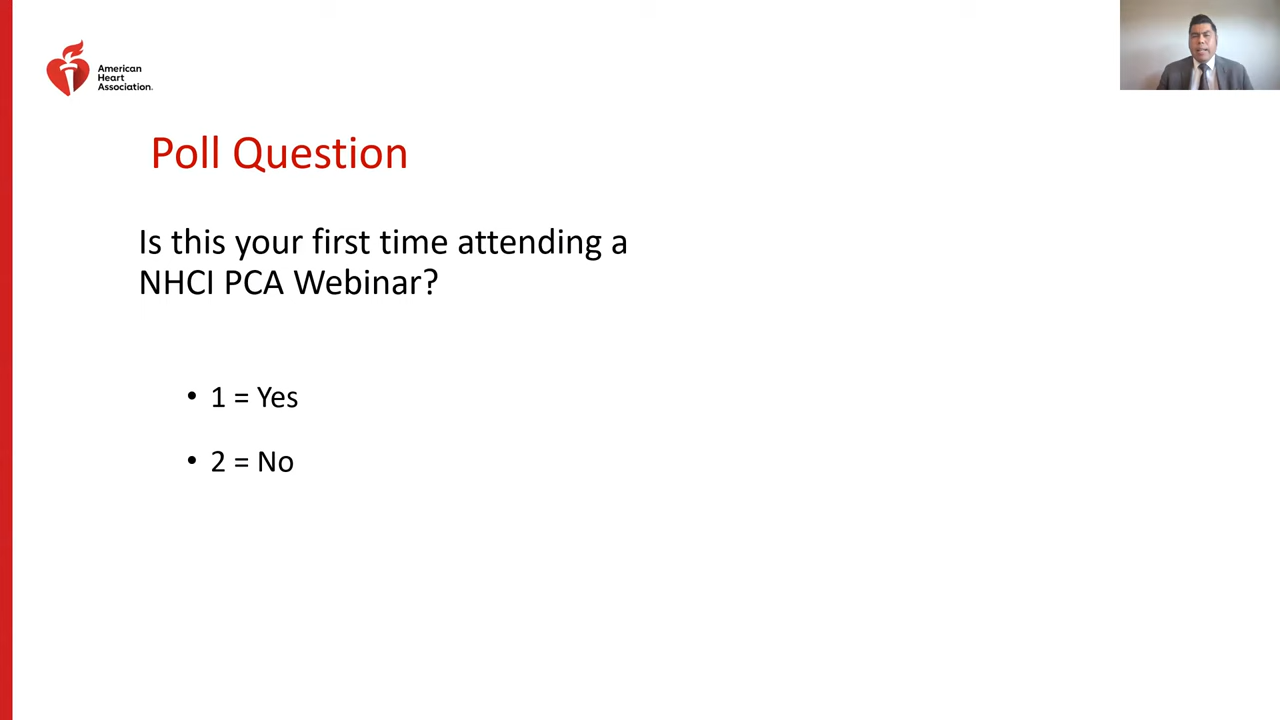 American
Heart
Association.
Poll Question
Is this your first time attending a
NHCI PCA Webinar?
• 1 = Yes
• 2 = No